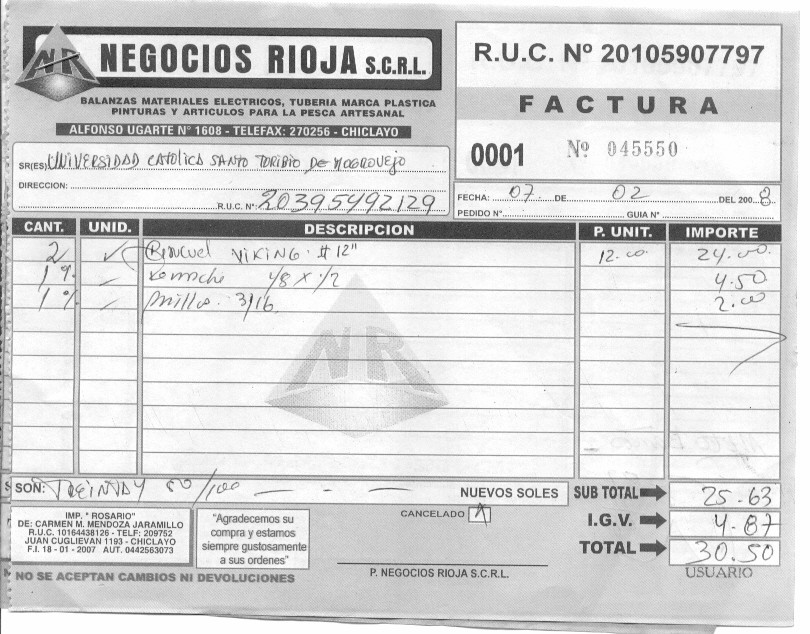 NR NEGOCIOS RIOJA S.C.R.L.
BALANZAS MATERIALES ELECTRICOS, TUBERIA MARCA PLASTICA
PINTURAS Y ARTICULOS PARA LA PESCA ARTESANAL
ALFONSO UGARTE N° 1608 - TELEFAX: 270256 - CHICLAYO
R.U.C. Nº 20105907797
FACTURA
0001 Nº 045550
SR(ES) UNIVERSIDAD CATOLICA SANTO TORIBIO DE MOGROVEJO
DIRECCION:
R.U.C. N°: 20395492129
FECHA: 07 DE 02 DEL 2008
PEDIDO N° GUIA N°
CANT. UNID. DESCRIPCION P. UNIT. IMPORTE
2 VIKING # 12" 12.00 24.00
1 % Remache 1/8 x 1/2 4.50
1 % Anillos 3/16 2.00
NR
SON: TREINTA Y 50/100 NUEVOS SOLES
SUB TOTAL 25.63
I.G.V. 4.87
TOTAL 30.50
USUARIO
CANCELADO
P. NEGOCIOS RIOJA S.C.R.L.
IMP. " ROSARIO"
DE: CARMEN M. MENDOZA JARAMILLO
R.U.C. 10164438126 - TELF: 209752
JUAN CUGLIEVAN 1193 - CHICLAYO
F.I. 18 - 01 - 2007 AUT. 0442563073
"Agradecemos su
compra y estamos
siempre gustosamente
a sus ordenes"
NO SE ACEPTAN CAMBIOS NI DEVOLUCIONES